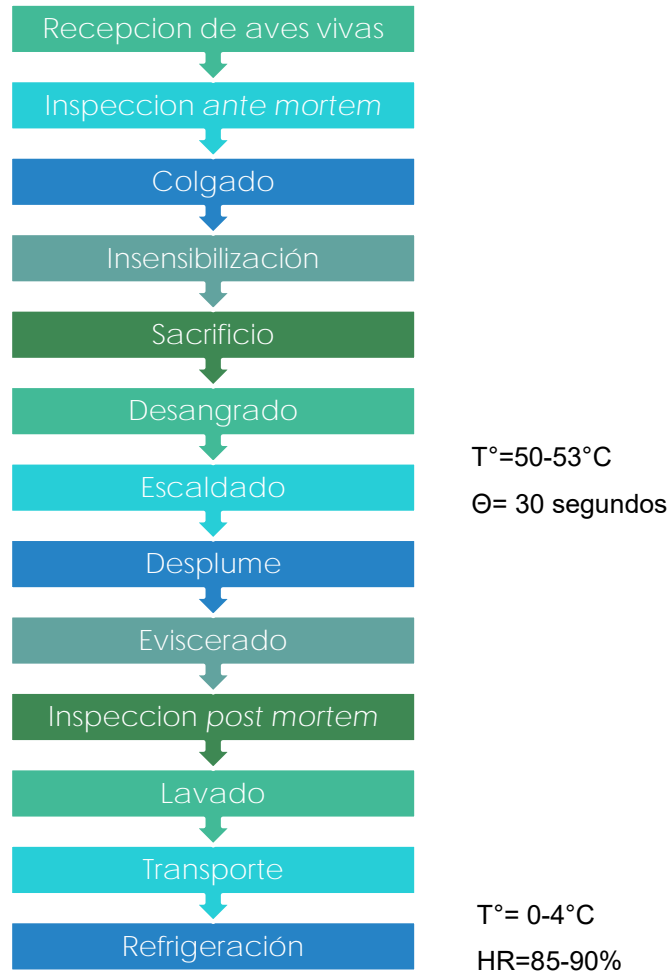 Recepcion de aves vivas
Inspeccion ante mortem
Colgado
Insensibilización
Sacrificio
Desangrado
T°=50-53°C
Escaldado
Θ= 30 segundos
Desplume
Eviscerado
Inspeccion post mortem
Lavado
Transporte
T°= 0-4°C
Refrigeración
HR=85-90%